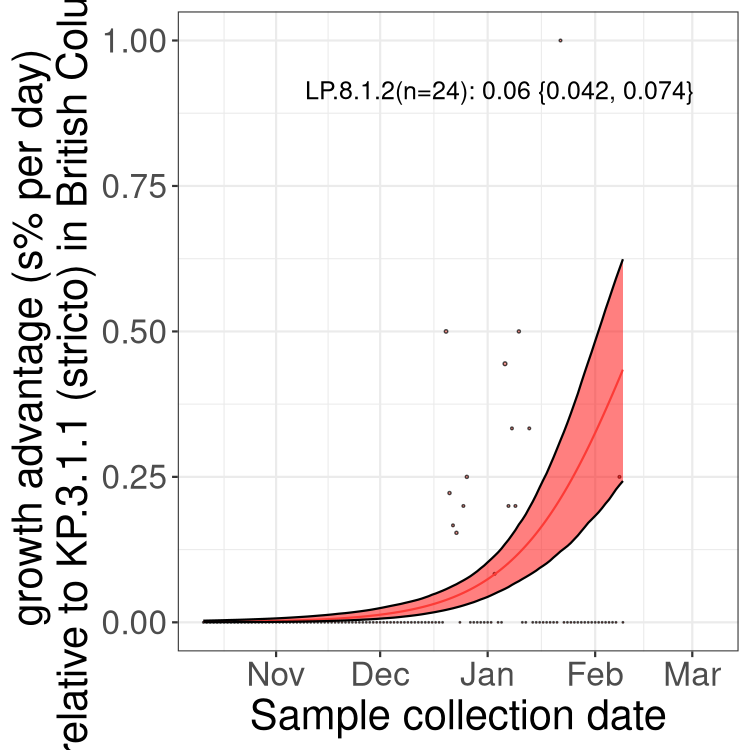 growth advantage (s% per day)
relative to KP.3.1.1 (stricto) in British Colu
1.00
0.75
0.50
0.25
0.00
LP.8.1.2(n=24): 0.06 {0.042, 0.074}
Nov Dec Jan Feb Mar
Sample collection date